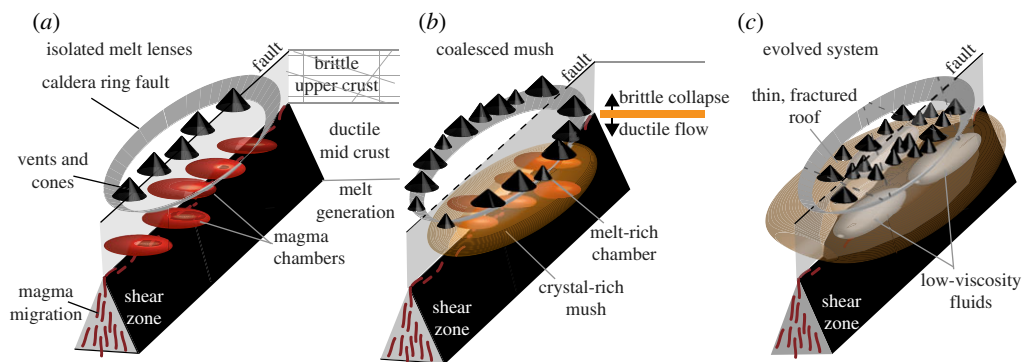 (a)
isolated melt lenses
caldera ring fault
fault
brittle
upper crust
vents and
cones
ductile
mid crust
melt
generation
magma
chambers
magma
migration
shear
zone
(b)
coalesced mush
fault
brittle collapse
ductile flow
melt-rich
chamber
crystal-rich
mush
shear
zone
(c)
evolved system
fault
thin, fractured
roof
low-viscosity
fluids
shear
zone